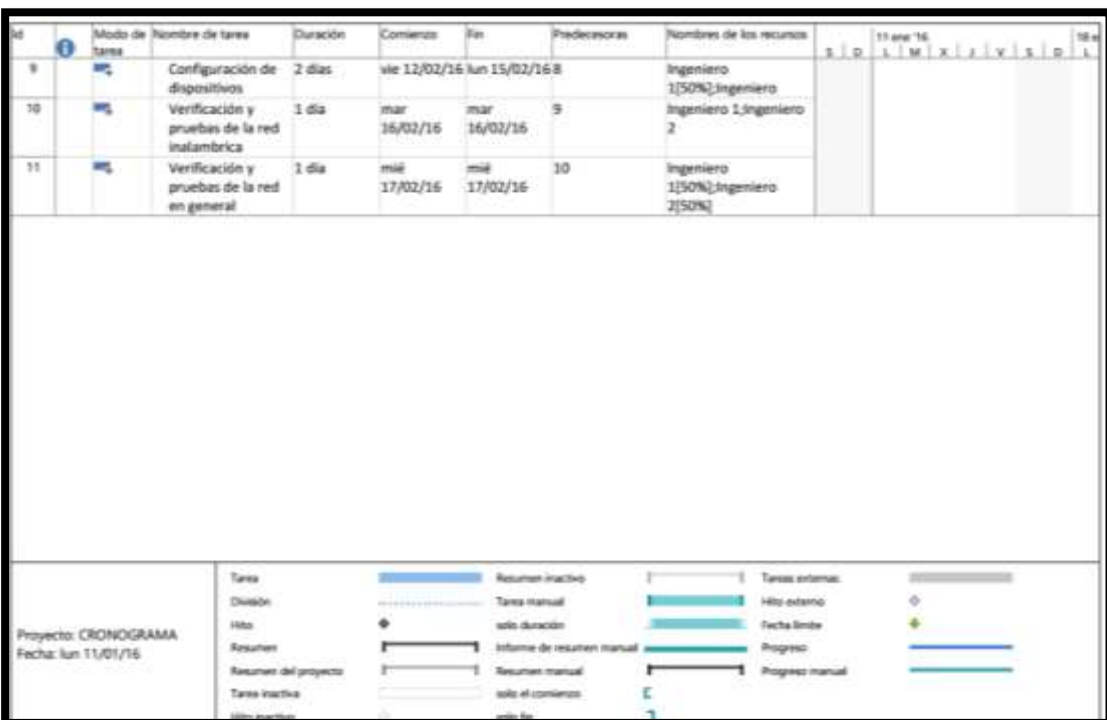 Id Modo de tarea Nombre de tarea Duración Comienzo Fin Predecesoras Nombres de los recursos 11 ene '16
S D L M X J V S D L
9 Configuración de dispositivos 2 días vie 12/02/16 lun 15/02/16 8 Ingeniero 1[50%];Ingeniero
10 Verificación y pruebas de la red inalambrica 1 día mar 16/02/16 mar 16/02/16 9 Ingeniero 1;Ingeniero 2
11 Verificación y pruebas de la red en general 1 día mié 17/02/16 mié 17/02/16 10 Ingeniero 1[50%];Ingeniero 2[50%]
Proyecto: CRONOGRAMA
Fecha: lun 11/01/16
Tarea
División
Hito
Resumen
Resumen del proyecto
Tarea inactiva
Hito inactivo
Resumen inactivo
Tarea manual
solo duración
Informe de resumen manual
Resumen manual
solo el comienzo
solo fin
Tareas externas
Hito externo
Fecha límite
Progreso
Progreso manual